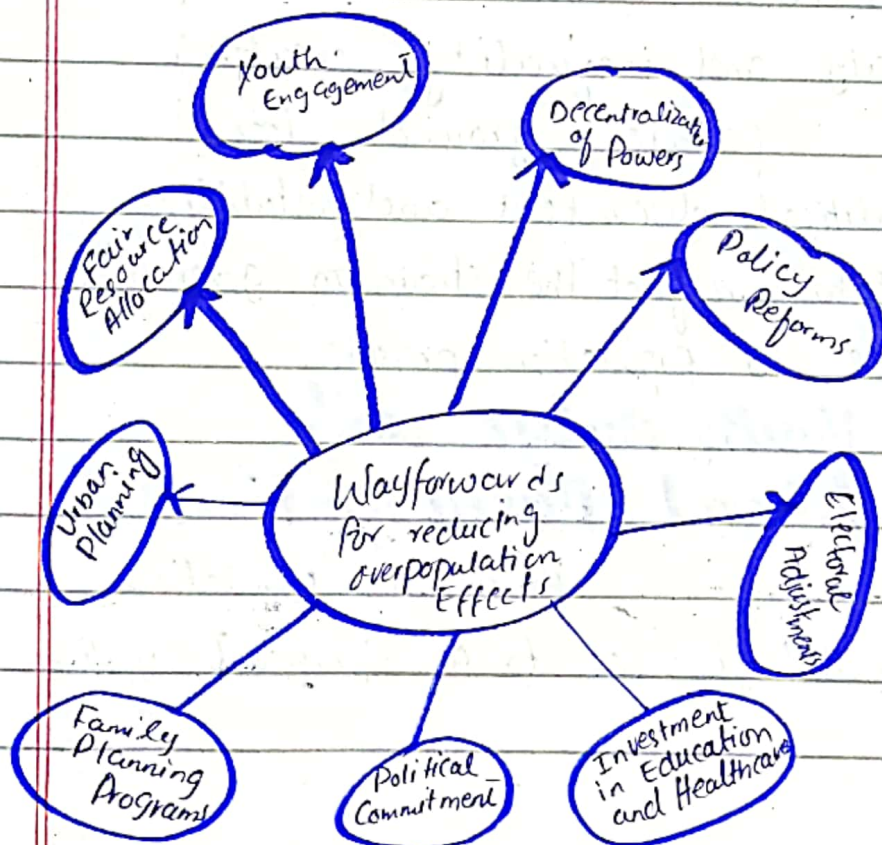 Youth
Engagement
Decentralization
of Powers
Fair
Resource
Allocation
Policy
Reforms
Urban
Planning
Wayforwards
for reducing
overpopulation
Effects
Electoral
Adjustments
Family
Planning
Programs
Political
Commitment
Investment
in Education
and Healthcare